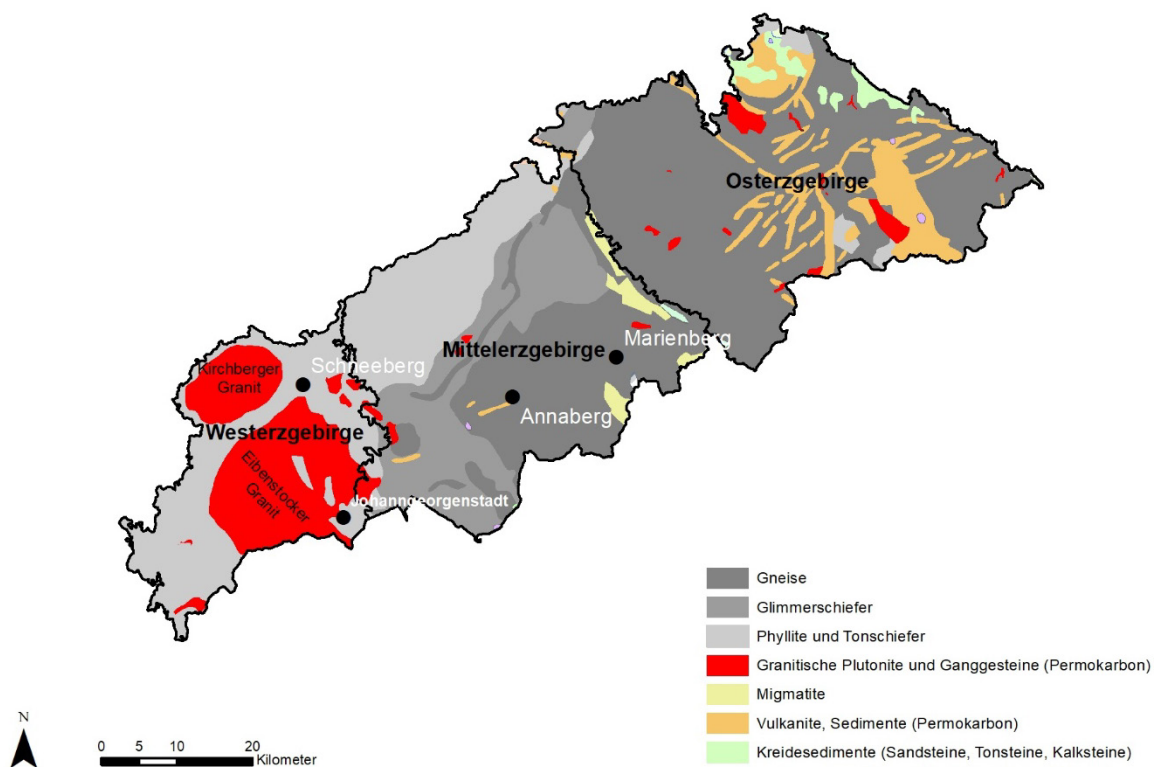 Osterzgebirge
Marienberg
Mittelerzgebirge
Schneeberg
Kirchberger
Granit
Annaberg
Westerzgebirge
Eibenstocker
Granit
Johanngeorgenstadt
Gneise
Glimmerschiefer
Phyllite und Tonschiefer
Granitische Plutonite und Ganggesteine (Permokarbon)
Migmatite
Vulkanite, Sedimente (Permokarbon)
Kreidesedimente (Sandsteine, Tonsteine, Kalksteine)
N
0 5 10 20
Kilometer